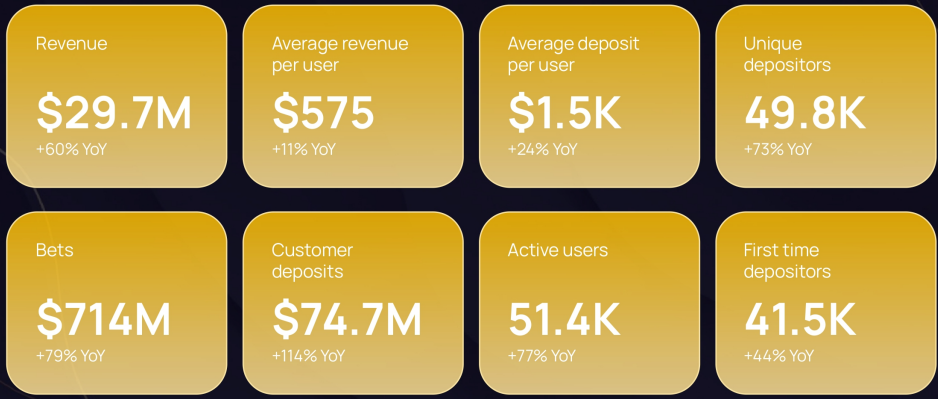 Revenue
$29.7M
+60% YoY
Average revenue
per user
$575
+11% YoY
Average deposit
per user
$1.5K
+24% YoY
Unique
depositors
49.8K
+73% YoY
Bets
$714M
+79% YoY
Customer
deposits
$74.7M
+114% YoY
Active users
51.4K
+77% YoY
First time
depositors
41.5K
+44% YoY